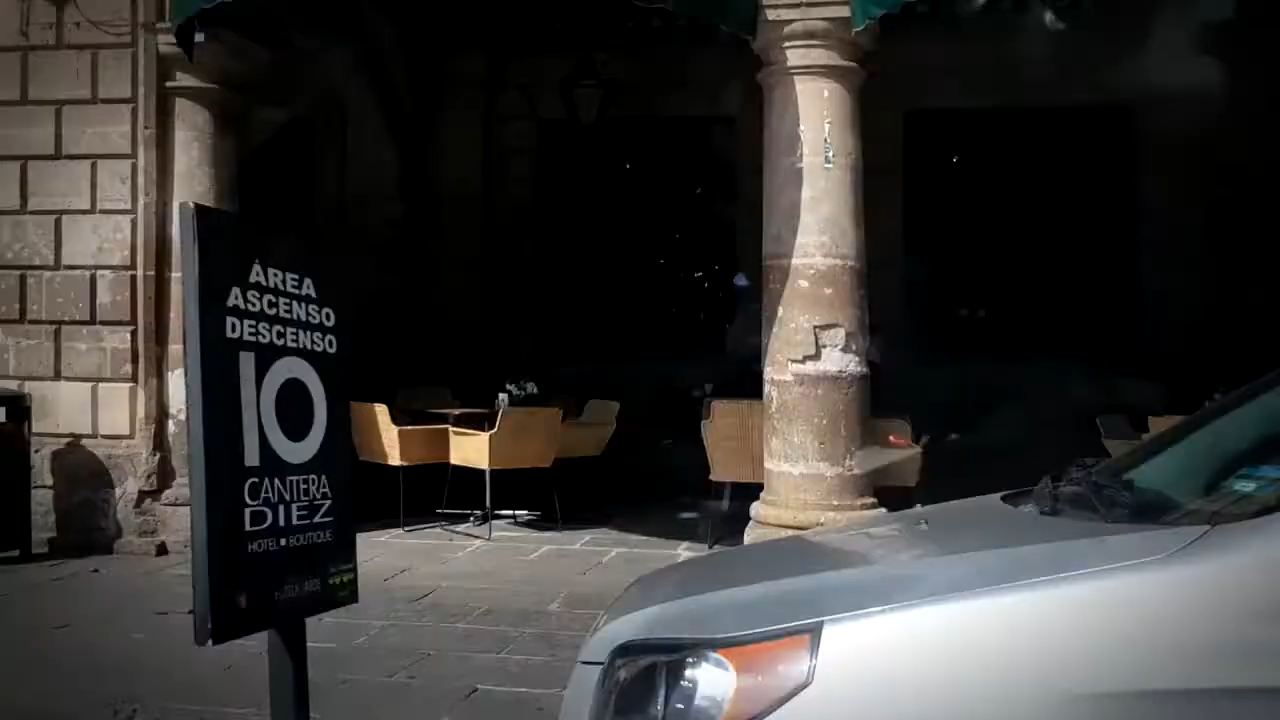 ÁREA
ASCENSO
DESCENSO
10
CANTERA
DIEZ
HOTEL BOUTIQUE